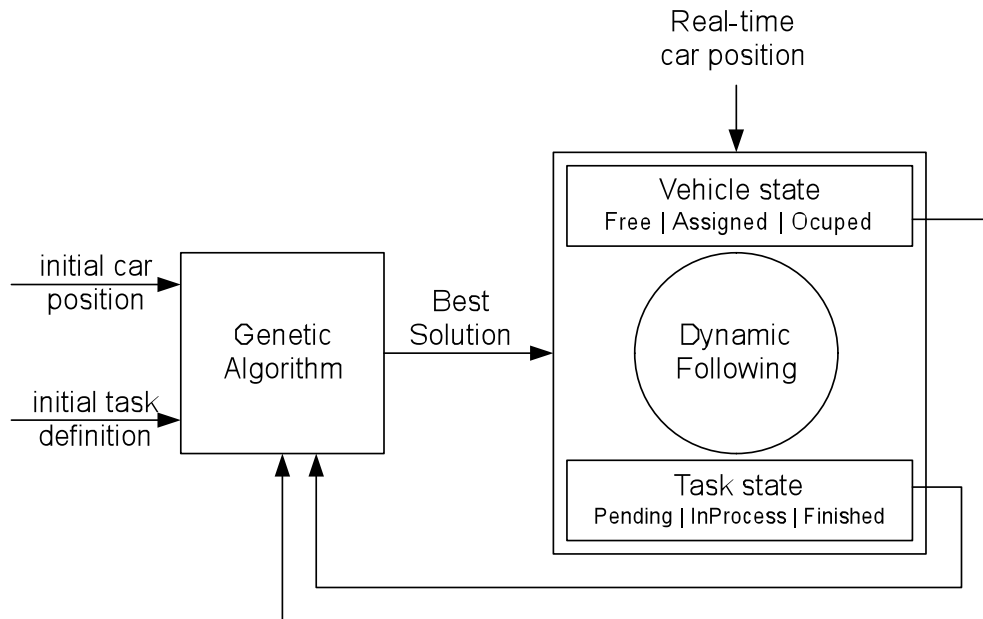 Real-time
car position
Vehicle state
Free | Assigned | Ocuped
initial car
position
Best
Solution
Genetic
Algorithm
Dynamic
Following
initial task
definition
Task state
Pending | InProcess | Finished